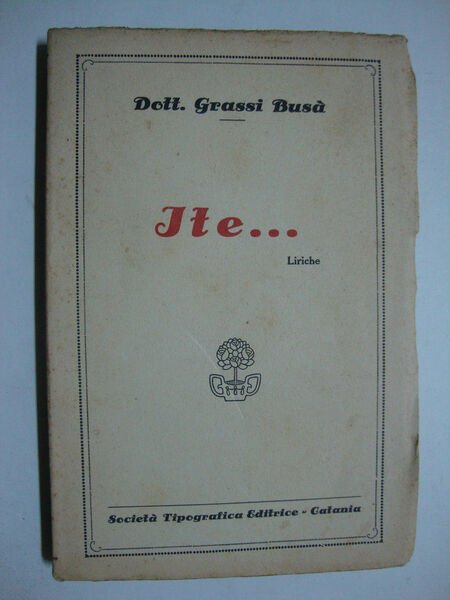 Dott. Grassi Busà
Ite...
Liriche
Società Tipografica Editrice - Catania